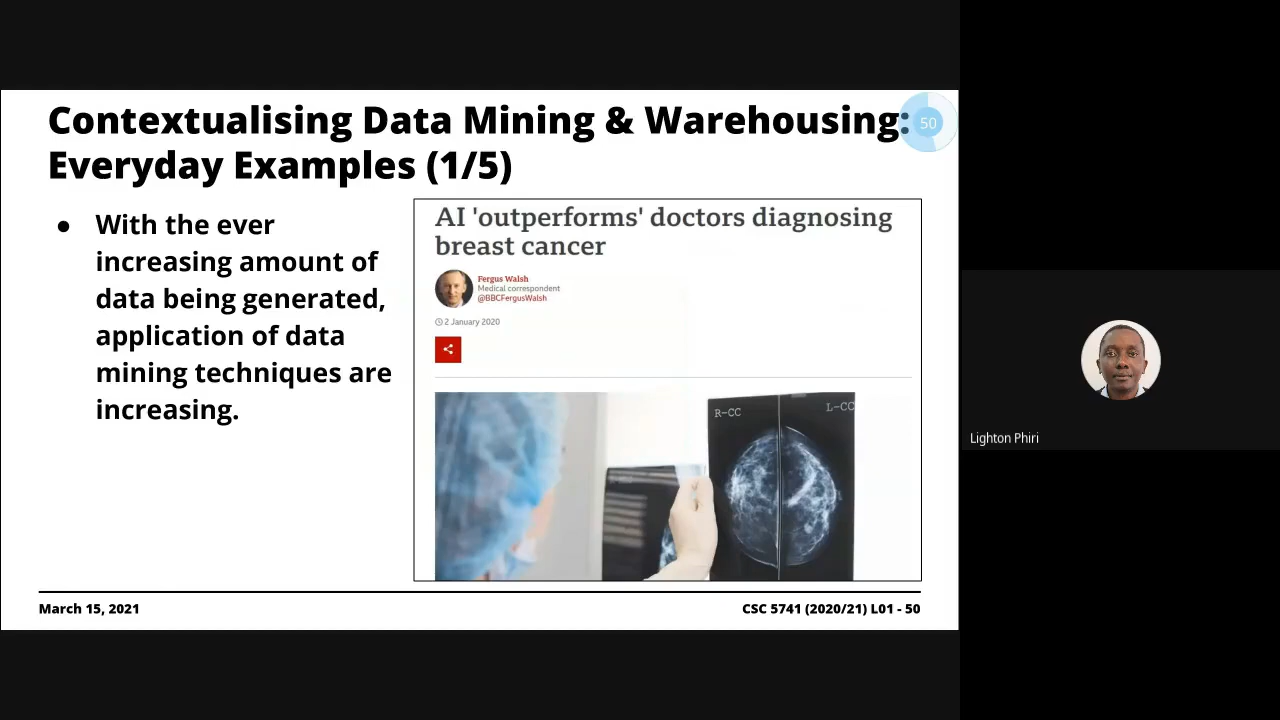 Contextualising Data Mining & Warehousing:
Everyday Examples (1/5)
50
● With the ever
increasing amount of
data being generated,
application of data
mining techniques are
increasing.
AI 'outperforms' doctors diagnosing
breast cancer
Fergus Walsh
Medical correspondent
@BBCFergusWalsh
2 January 2020
R-CC
L-CC
March 15, 2021
CSC 5741 (2020/21) L01 - 50
Lighton Phiri